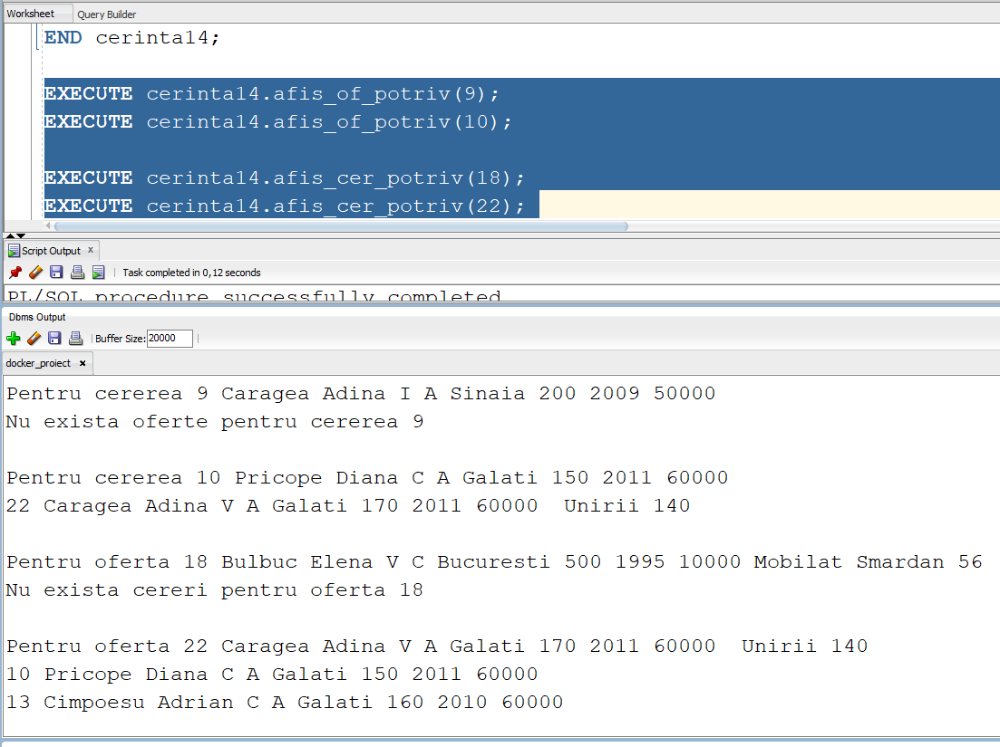 Worksheet Query Builder
END cerinta14;
EXECUTE cerinta14.afis_of_potriv(9);
EXECUTE cerinta14.afis_of_potriv(10);
EXECUTE cerinta14.afis_cer_potriv(18);
EXECUTE cerinta14.afis_cer_potriv(22);
Script Output x
Task completed in 0,12 seconds
PL/SQL procedure successfully completed
Dbms Output
Buffer Size: 20000
docker_proiect x
Pentru cererea 9 Caragea Adina I A Sinaia 200 2009 50000
Nu exista oferte pentru cererea 9
Pentru cererea 10 Pricope Diana C A Galati 150 2011 60000
22 Caragea Adina V A Galati 170 2011 60000  Unirii 140
Pentru oferta 18 Bulbuc Elena V C Bucuresti 500 1995 10000 Mobilat Smardan 56
Nu exista cereri pentru oferta 18
Pentru oferta 22 Caragea Adina V A Galati 170 2011 60000  Unirii 140
10 Pricope Diana C A Galati 150 2011 60000
13 Cimpoesu Adrian C A Galati 160 2010 60000